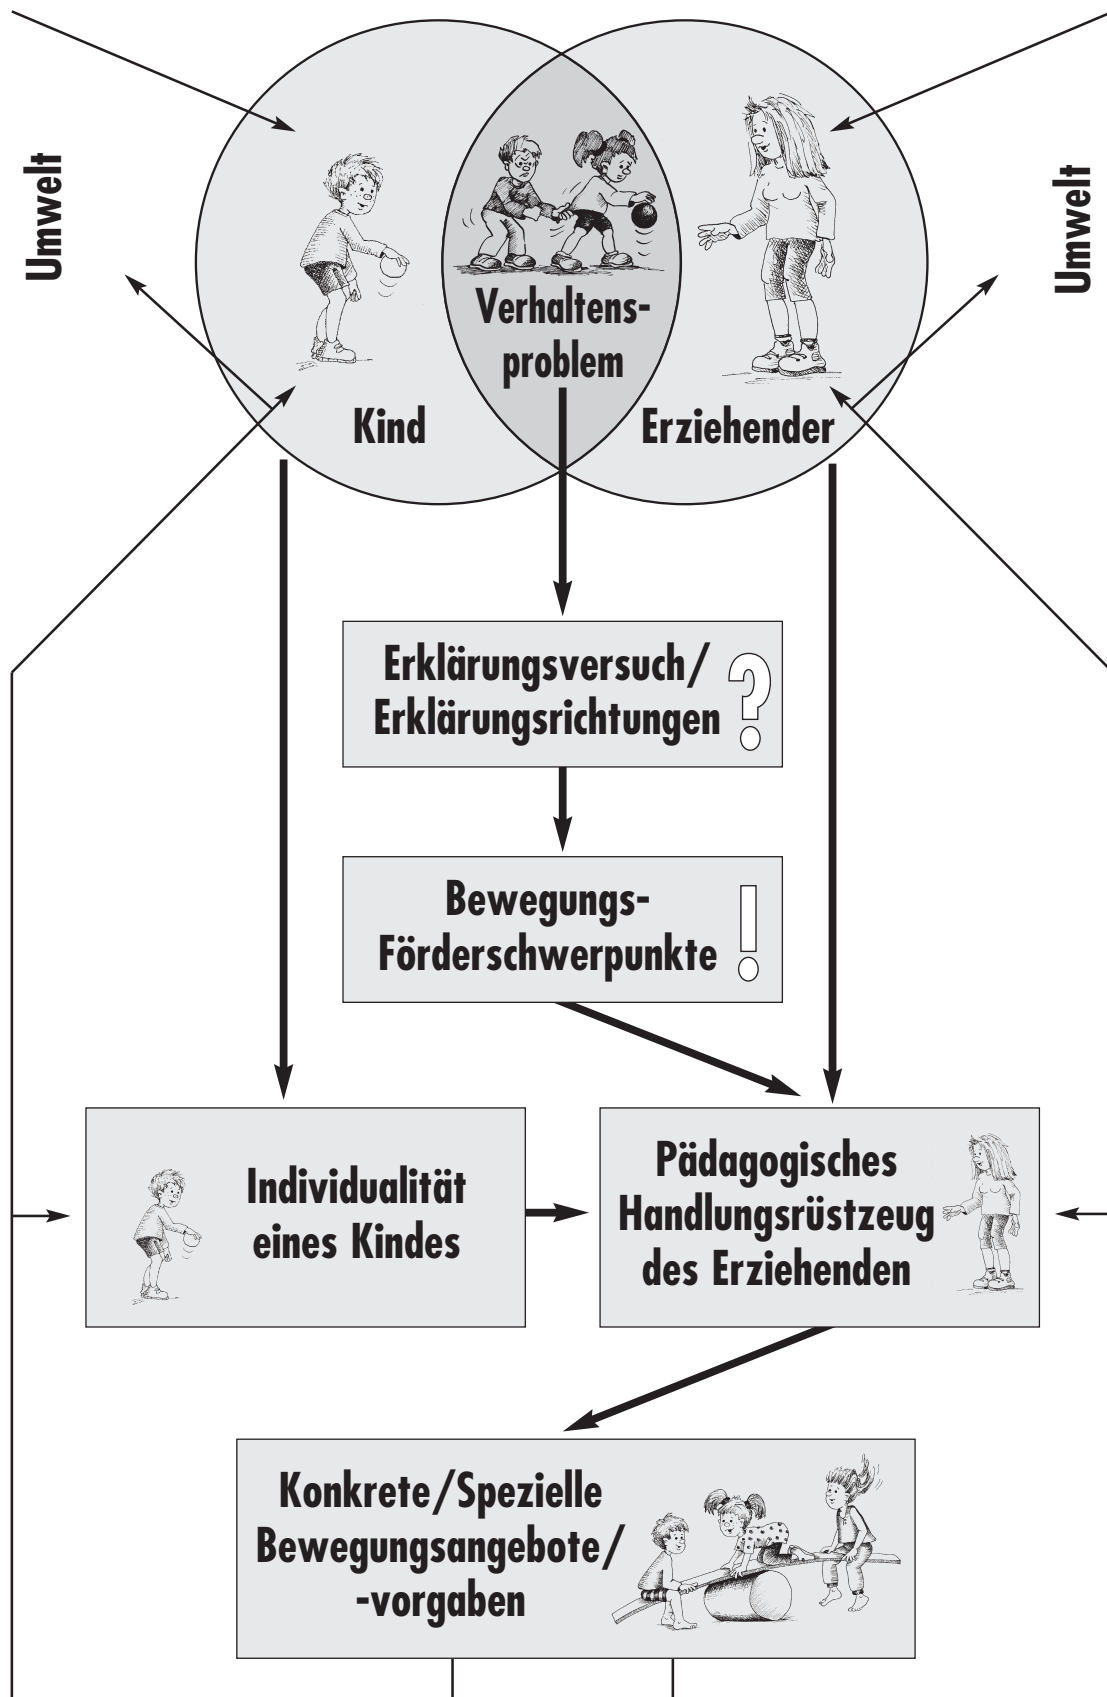 Umwelt
Umwelt
Verhaltens-
problem
Kind
Erziehender
Erklärungsversuch/
Erklärungsrichtungen
?
Bewegungs-
Förderschwerpunkte
!
Individualität
eines Kindes
Pädagogisches
Handlungsrüstzeug
des Erziehenden
Konkrete/Spezielle
Bewegungsangebote/
-vorgaben